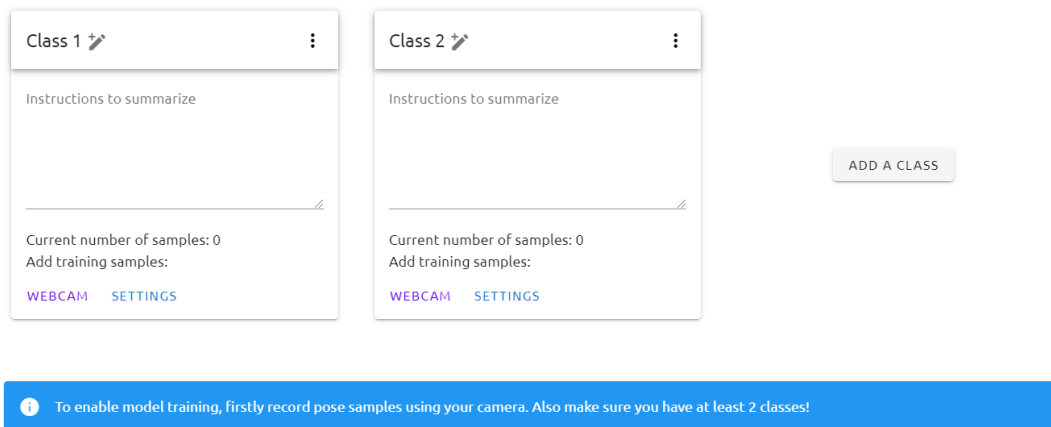 Class 1
Instructions to summarize
Current number of samples: 0
Add training samples:
WEBCAM SETTINGS
Class 2
Instructions to summarize
Current number of samples: 0
Add training samples:
WEBCAM SETTINGS
ADD A CLASS
To enable model training, firstly record pose samples using your camera. Also make sure you have at least 2 classes!